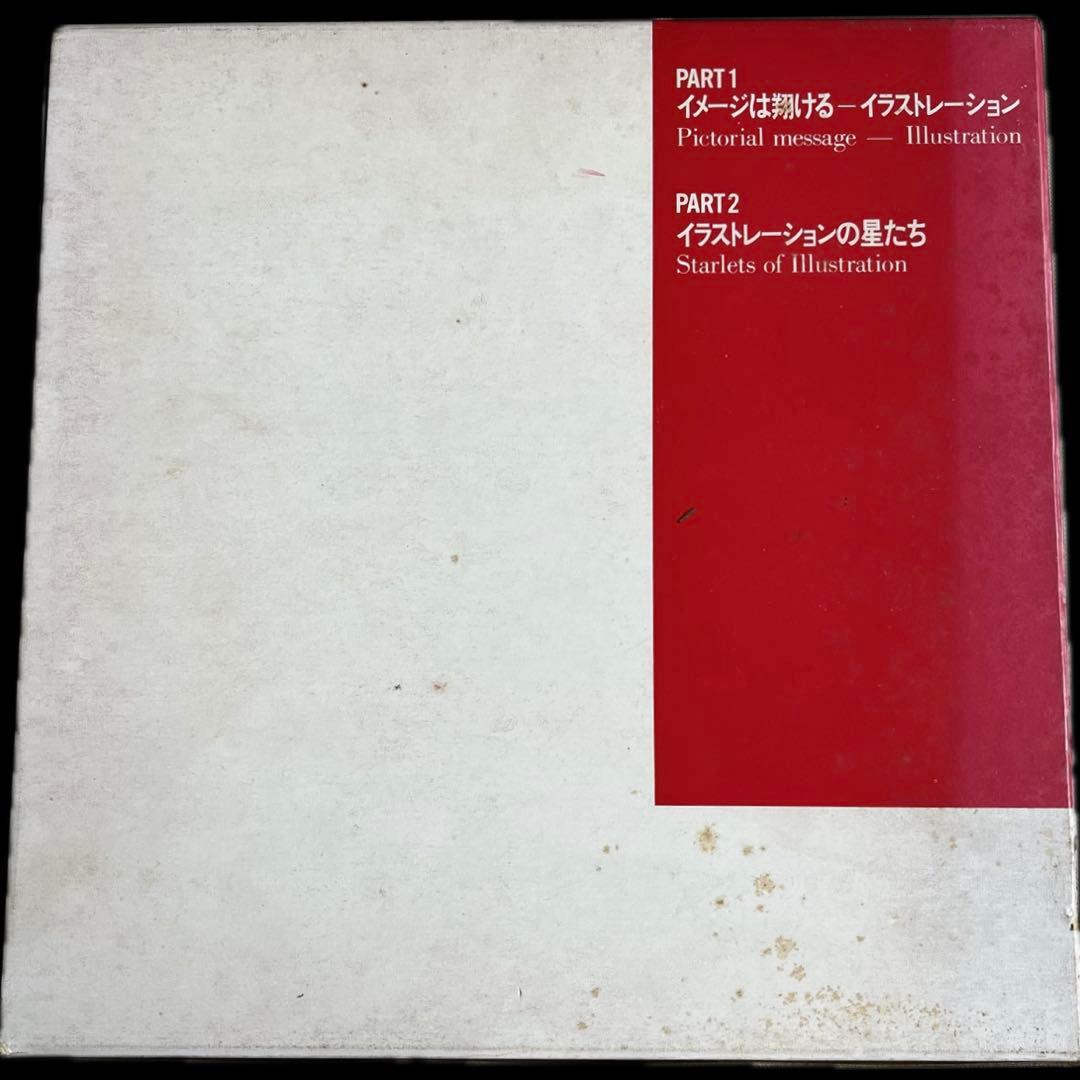 PART 1
イメージは翔ける−イラストレーション
Pictorial message — Illustration
PART 2
イラストレーションの星たち
Starlets of Illustration